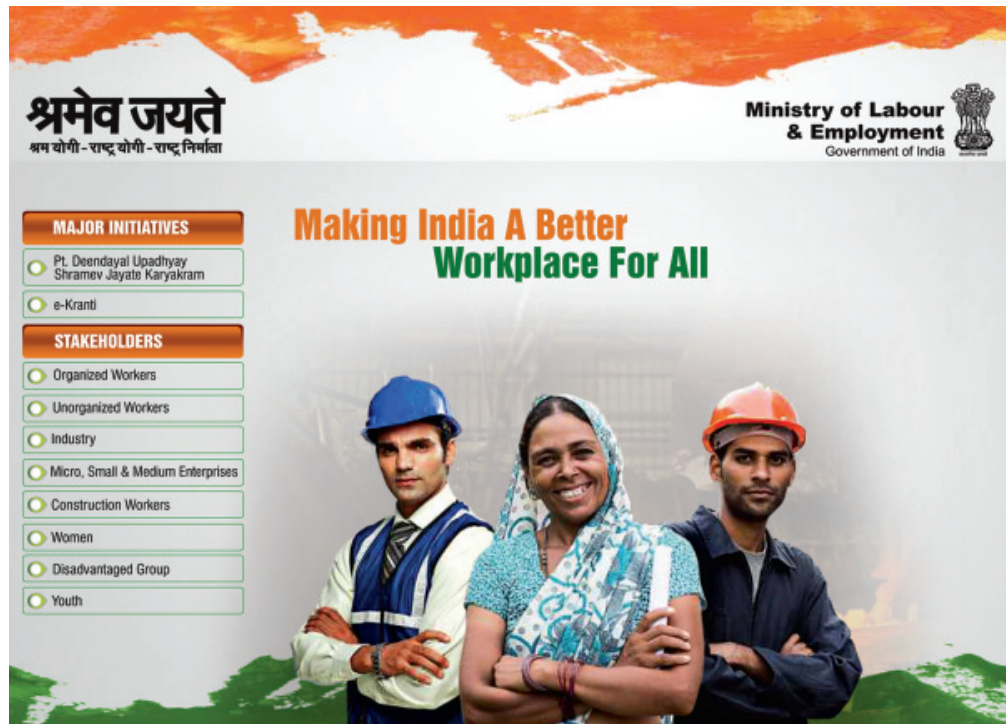 श्रमेव जयते
श्रम योगी - राष्ट्र योगी - राष्ट्र निर्माता
Ministry of Labour
& Employment
Government of India
MAJOR INITIATIVES
Pt. Deendayal Upadhyay
Shramev Jayate Karyakram
e-Kranti
STAKEHOLDERS
Organized Workers
Unorganized Workers
Industry
Micro, Small & Medium Enterprises
Construction Workers
Women
Disadvantaged Group
Youth
Making India A Better
Workplace For All